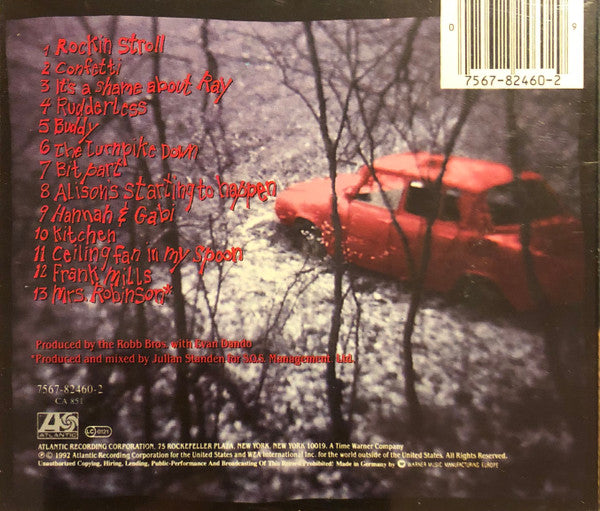 0 9
7567-82460-2
1 Rockin Stroll
2 Confetti
3 It's a shame about Ray
4 Rudderless
5 Buddy
6 The Turnpike Down
7 Bit part
8 Alisons starting to happen
9 Hannah & Gabi
10 Kitchen
11 Ceiling fan in my spoon
12 Frank Mills
13 Mrs. Robinson*
Produced by the Robb Bros. with Evan Dando
*Produced and mixed by Julian Standen for S.O.S. Management Ltd.
7567-82460-2
CA 851
ATLANTIC LC 0121
ATLANTIC RECORDING CORPORATION, 75 ROCKEFELLER PLAZA, NEW YORK, NEW YORK 10019. A Time Warner Company
℗ © 1992 Atlantic Recording Corporation for the United States and WEA International Inc. for the world outside of the United States. All Rights Reserved.
Unauthorized Copying, Hiring, Lending, Public-Performance And Broadcasting Of This Record Prohibited! Made in Germany by WARNER MUSIC MANUFACTURING EUROPE